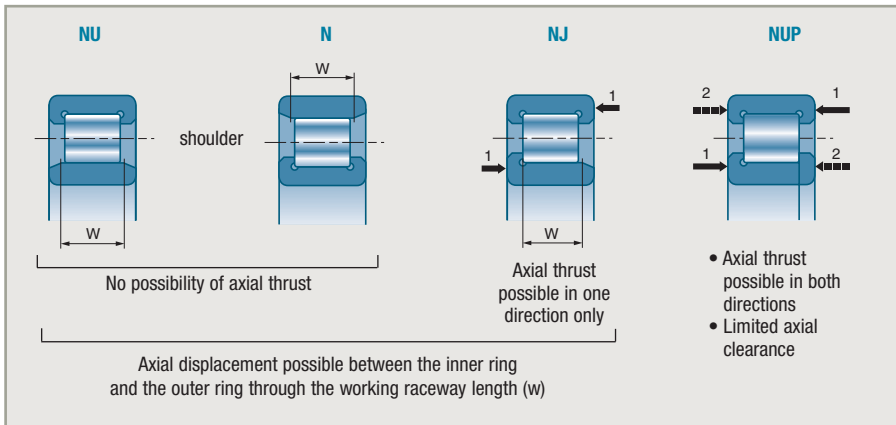 NU
N
NJ
NUP
W
1
2
1
shoulder
1
1
2
W
W
No possibility of axial thrust
Axial thrust
possible in one
direction only
• Axial thrust
possible in both
directions
• Limited axial
clearance
Axial displacement possible between the inner ring
and the outer ring through the working raceway length (w)